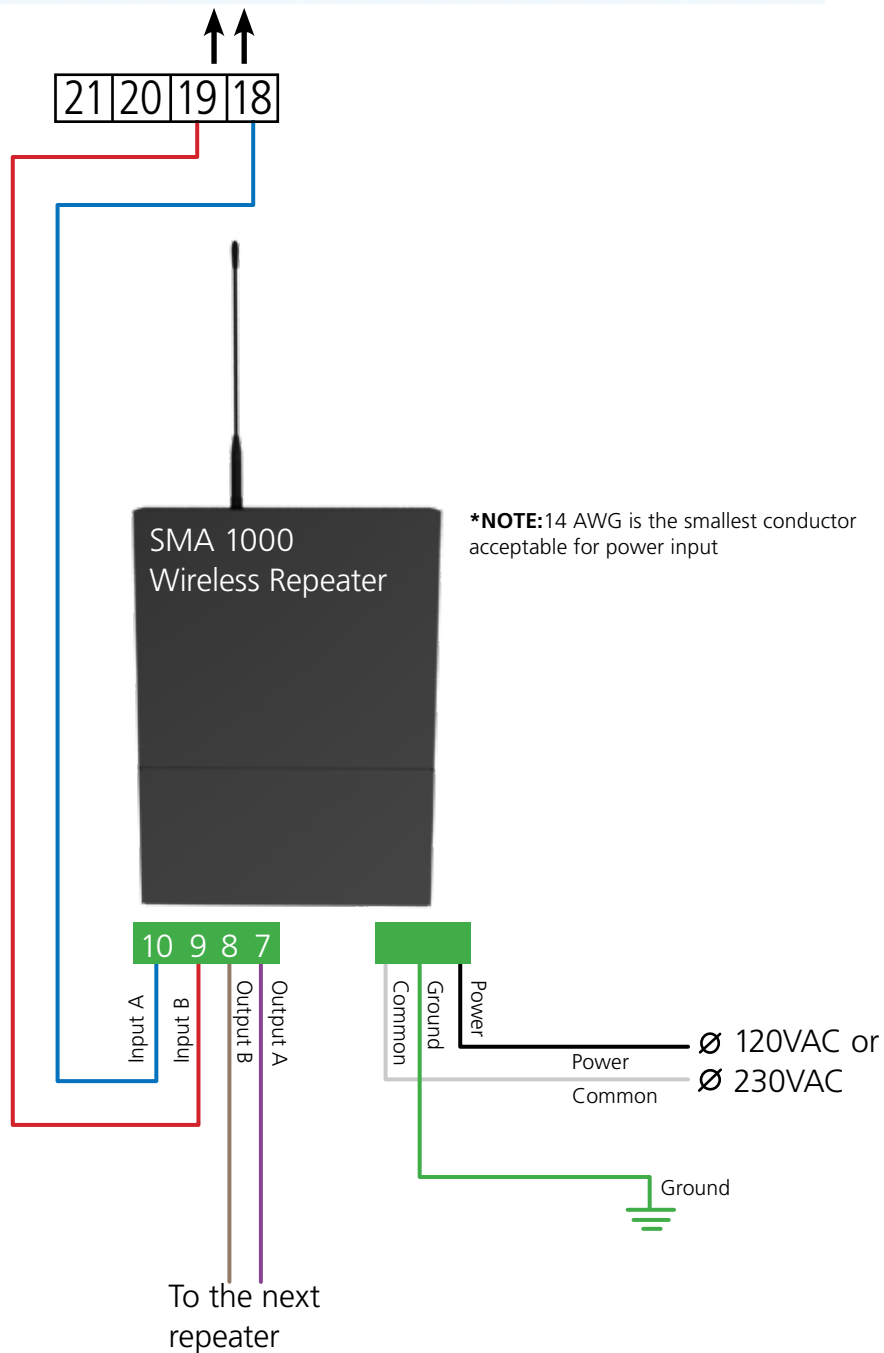 21 20 19 18
SMA 1000
Wireless Repeater
*NOTE:14 AWG is the smallest conductor
acceptable for power input
10 9 8 7
Input A
Input B
Output B
Output A
Common
Ground
Power
Power
Common
Ø 120VAC or
Ø 230VAC
Ground
To the next
repeater